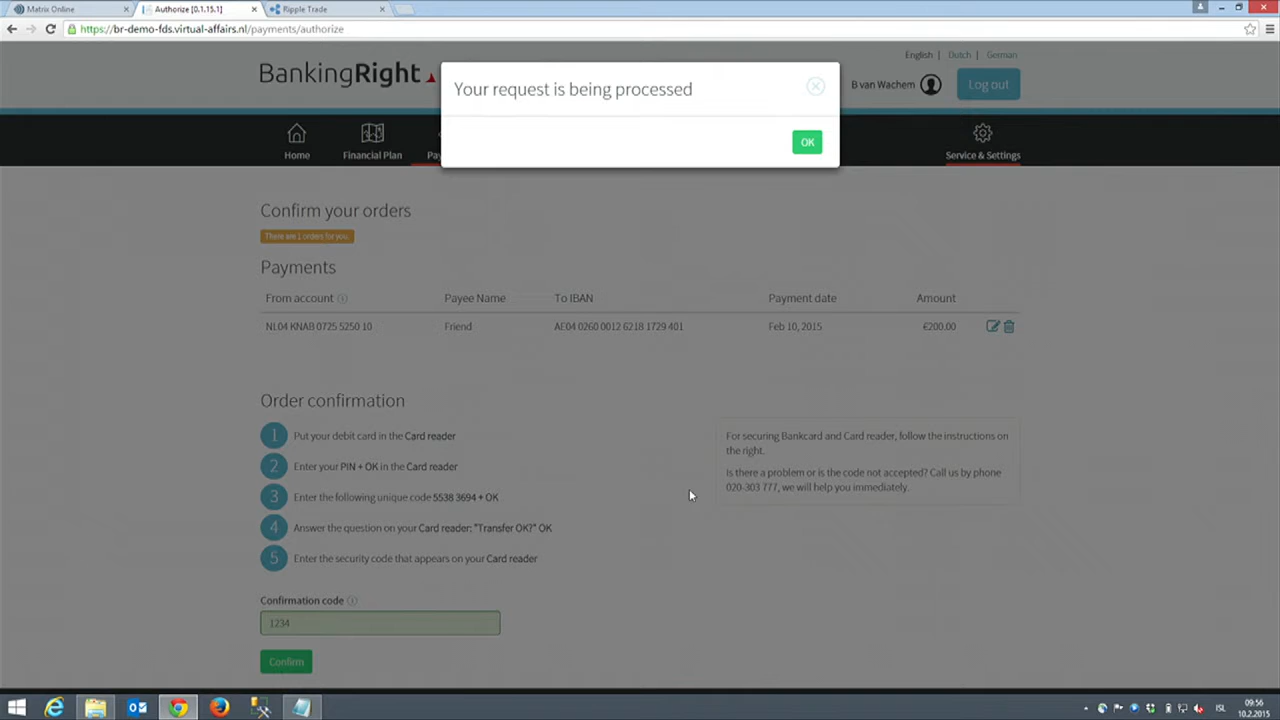 Matrix Online
Authorize [0.1.15.1]
Ripple Trade
https://br-demo-fds.virtual-affairs.nl/payments/authorize
English | Dutch | German
BankingRight
B van Wachem
Log out
Your request is being processed
OK
Home
Financial Plan
Pay
Service & Settings
Confirm your orders
There are 1 orders for you.
Payments
From account Payee Name To IBAN Payment date Amount
NL04 KNAB 0725 5250 10 Friend AE04 0260 0012 6218 1729 401 Feb 10, 2015 £200.00
Order confirmation
1 Put your debit card in the Card reader
2 Enter your PIN + OK in the Card reader
3 Enter the following unique code 5538 3694 + OK
4 Answer the question on your Card reader: "Transfer OK?" OK
5 Enter the security code that appears on your Card reader
For securing Bankcard and Card reader, follow the instructions on
the right.
Is there a problem or is the code not accepted? Call us by phone
020-303 777, we will help you immediately.
Confirmation code
1234
Confirm
ISL
09:56
10.2.2015